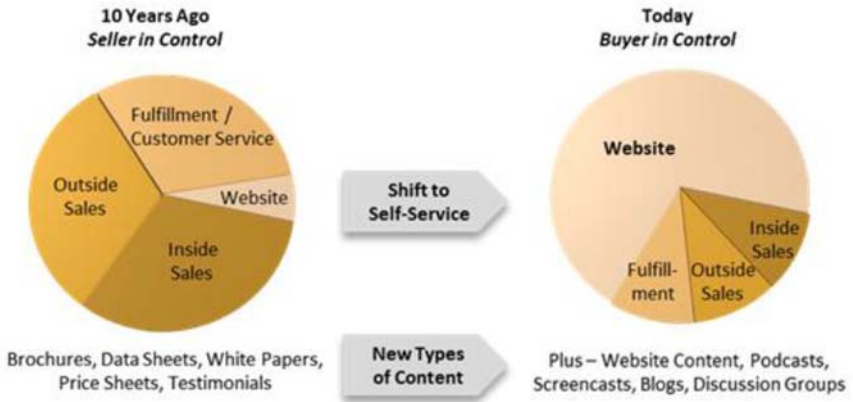 10 Years Ago
Seller in Control
Fulfillment /
Customer Service
Outside
Sales
Website
Inside
Sales
Brochures, Data Sheets, White Papers,
Price Sheets, Testimonials
Shift to
Self-Service
New Types
of Content
Today
Buyer in Control
Website
Inside
Sales
Outside
Sales
Fulfill-
ment
Plus – Website Content, Podcasts,
Screencasts, Blogs, Discussion Groups